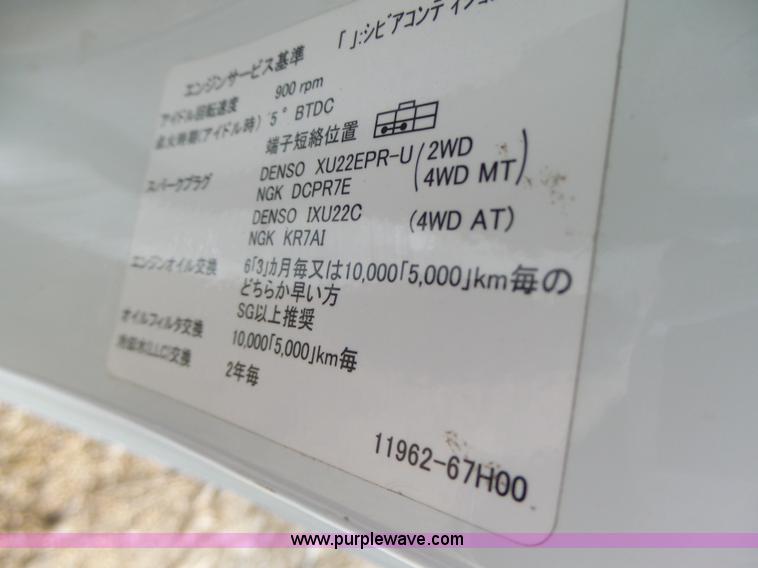 「 」:シビアコンディ
エンジンサービス基準
アイドル回転速度 900 rpm
点火時期(アイドル時) 5° BTDC
端子短絡位置
スパークプラグ DENSO XU22EPR-U (2WD
NGK DCPR7E 4WD MT)
DENSO IXU22C (4WD AT)
NGK KR7AI
エンジンオイル交換 6「3」カ月毎又は10,000「5,000」km毎の
どちらか早い方
SG以上推奨
オイルフィルタ交換 10,000「5,000」km毎
冷却水(LLC)交換 2年毎
11962-67H00
www.purplewave.com